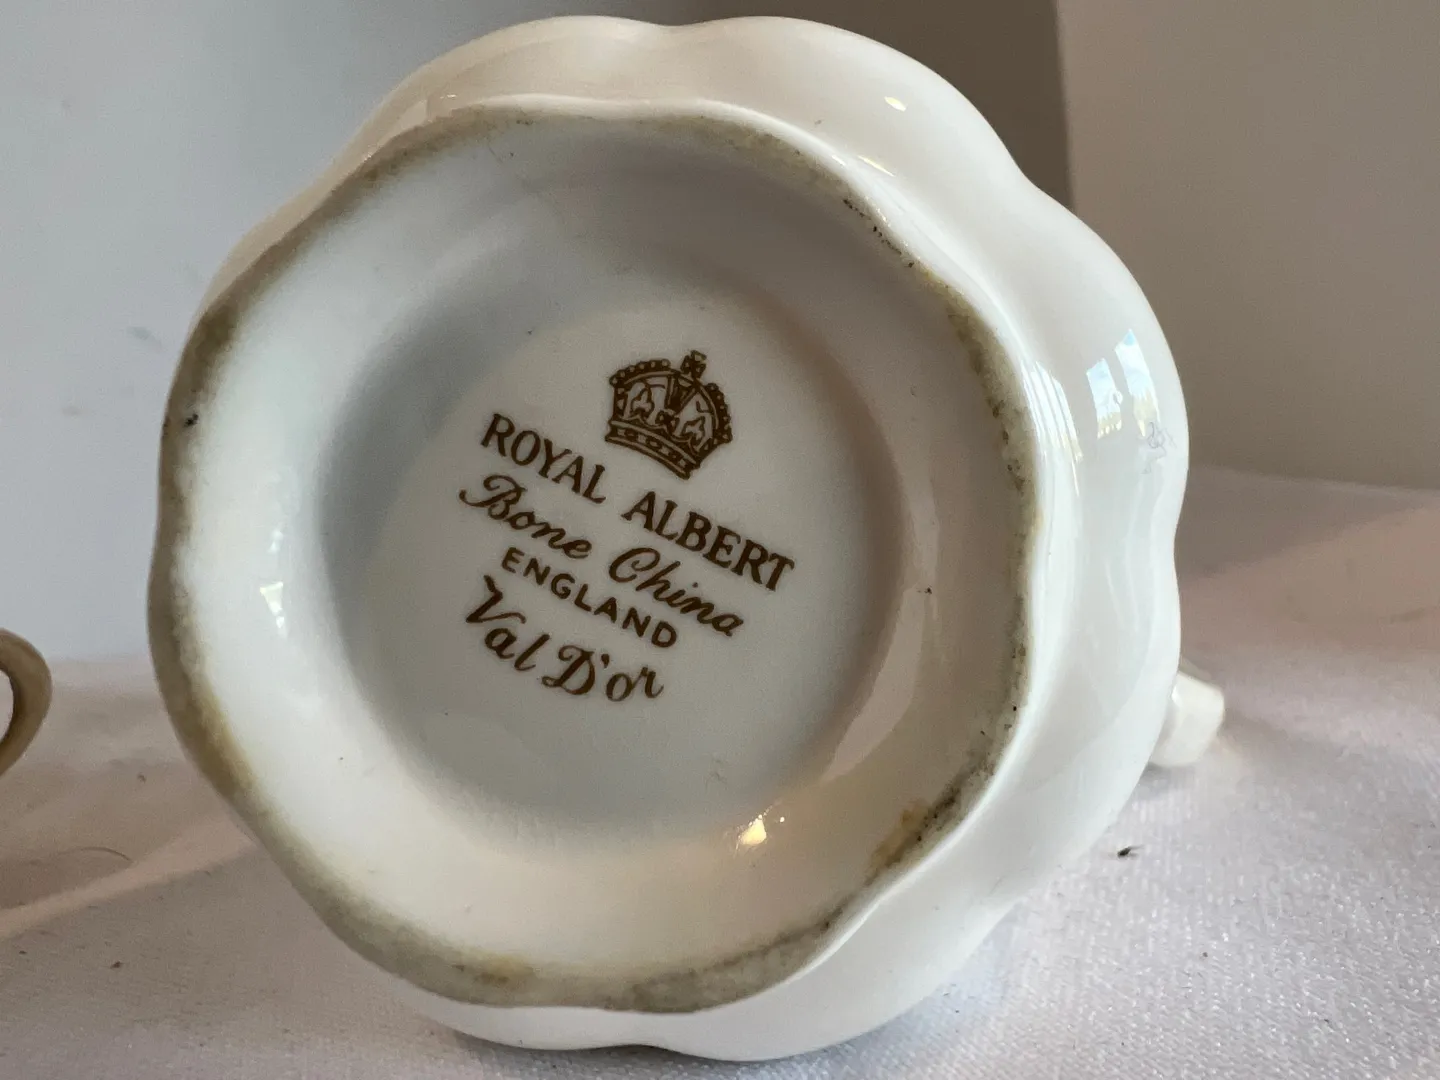 ROYAL ALBERT
Bone China
ENGLAND
Val D'or